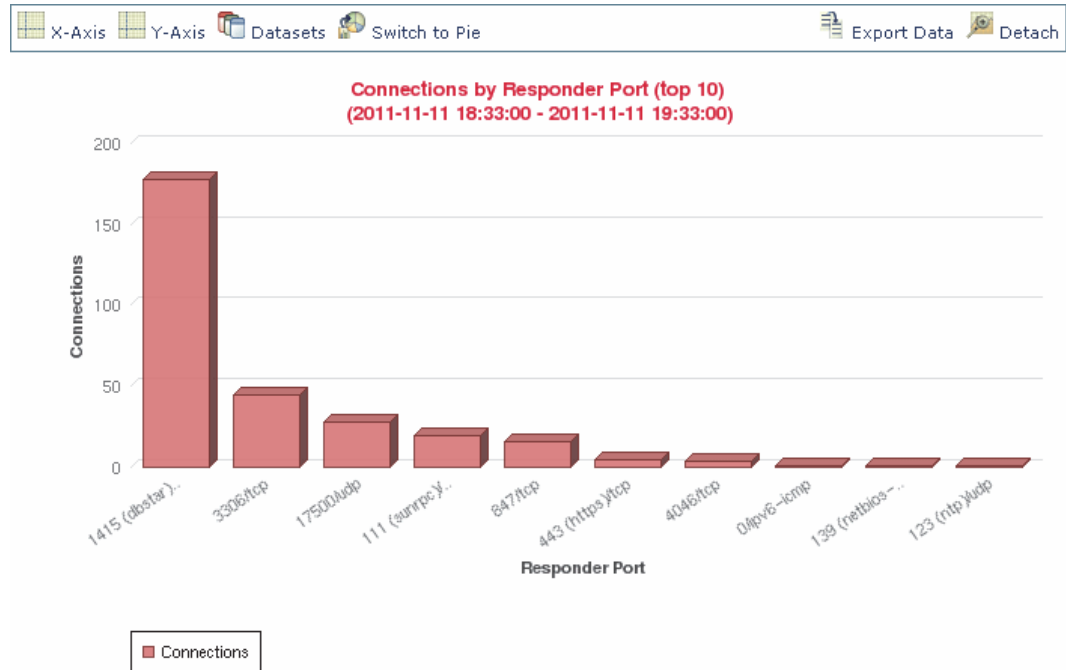 X-Axis Y-Axis Datasets Switch to Pie Export Data Detach
Connections by Responder Port (top 10)
(2011-11-11 18:33:00 - 2011-11-11 19:33:00)
200
150
100
50
0
Connections
1415 (dbstar)..
3306/tcp
17500/udp
111 (sunrpc)/..
847/tcp
443 (https)/tcp
4046/tcp
0/ipv6-icmp
139 (netbios-..
123 (ntp)/udp
Responder Port
Connections